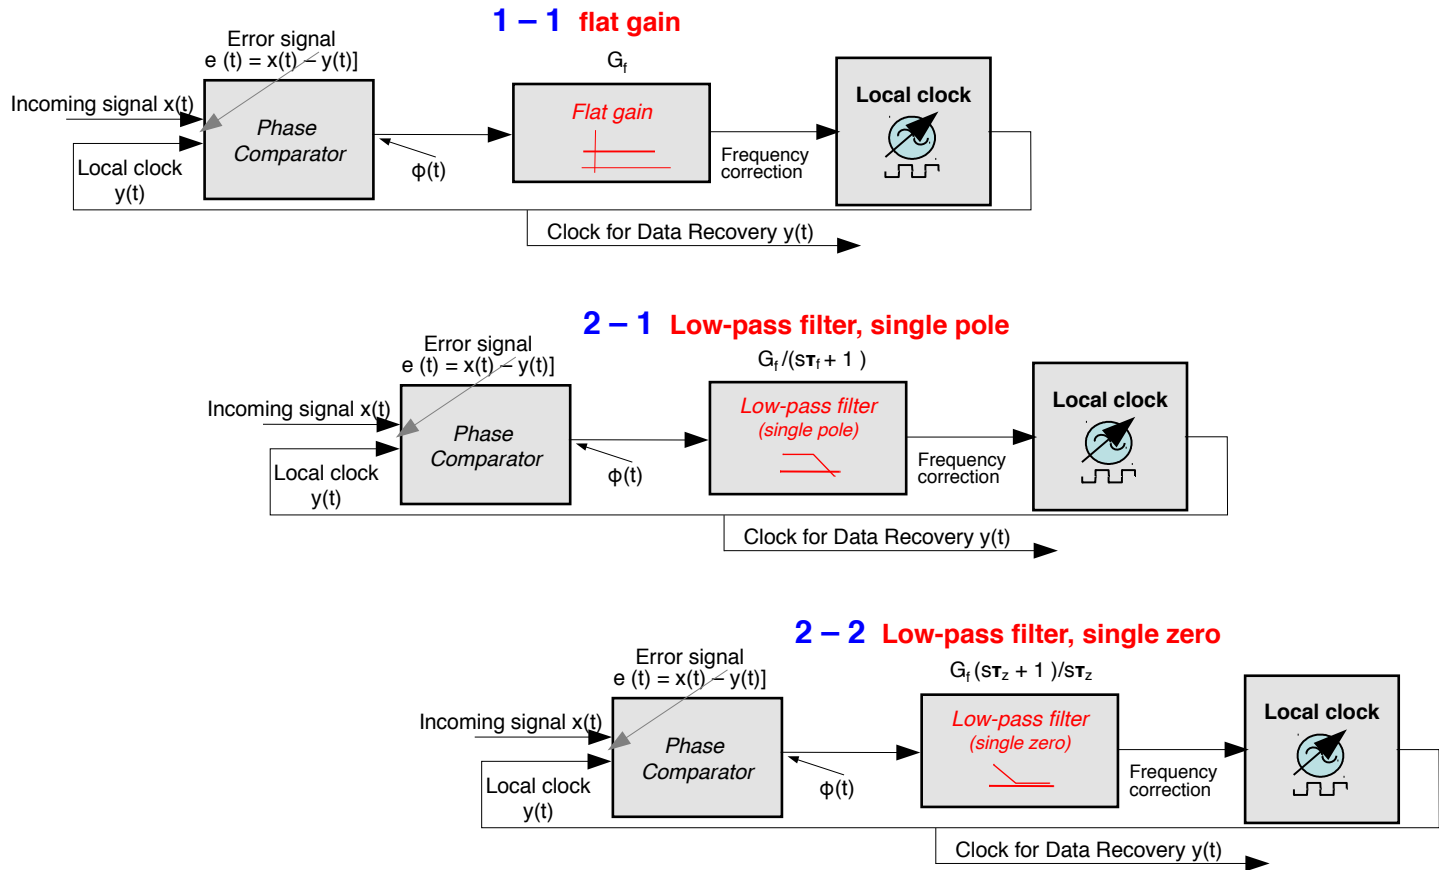 1 – 1 flat gain
Error signal
e (t) = x(t) – y(t)]
G_f
Incoming signal x(t)
Phase
Comparator
Flat gain
Local clock
Local clock
y(t)
ϕ(t)
Frequency
correction
Clock for Data Recovery y(t)
2 – 1 Low-pass filter, single pole
Error signal
e (t) = x(t) – y(t)]
G_f /(sτ_f + 1 )
Incoming signal x(t)
Phase
Comparator
Low-pass filter
(single pole)
Local clock
Local clock
y(t)
ϕ(t)
Frequency
correction
Clock for Data Recovery y(t)
2 – 2 Low-pass filter, single zero
Error signal
e (t) = x(t) – y(t)]
G_f (sτ_z + 1 )/sτ_z
Incoming signal x(t)
Phase
Comparator
Low-pass filter
(single zero)
Local clock
Local clock
y(t)
ϕ(t)
Frequency
correction
Clock for Data Recovery y(t)